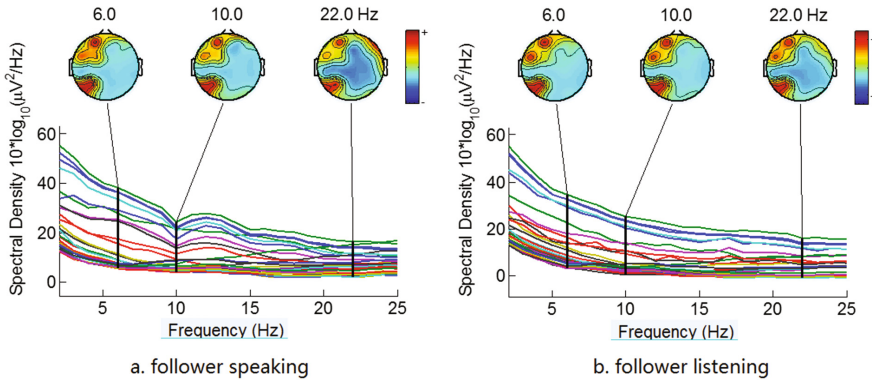 6.0 10.0 22.0 Hz
+
-
Spectral Density 10*log10(μV²/Hz)
60
40
20
0
5 10 15 20 25
Frequency (Hz)
a. follower speaking
6.0 10.0 22.0 Hz
Spectral Density 10*log10(μV²/Hz)
60
40
20
0
5 10 15 20 25
Frequency (Hz)
b. follower listening